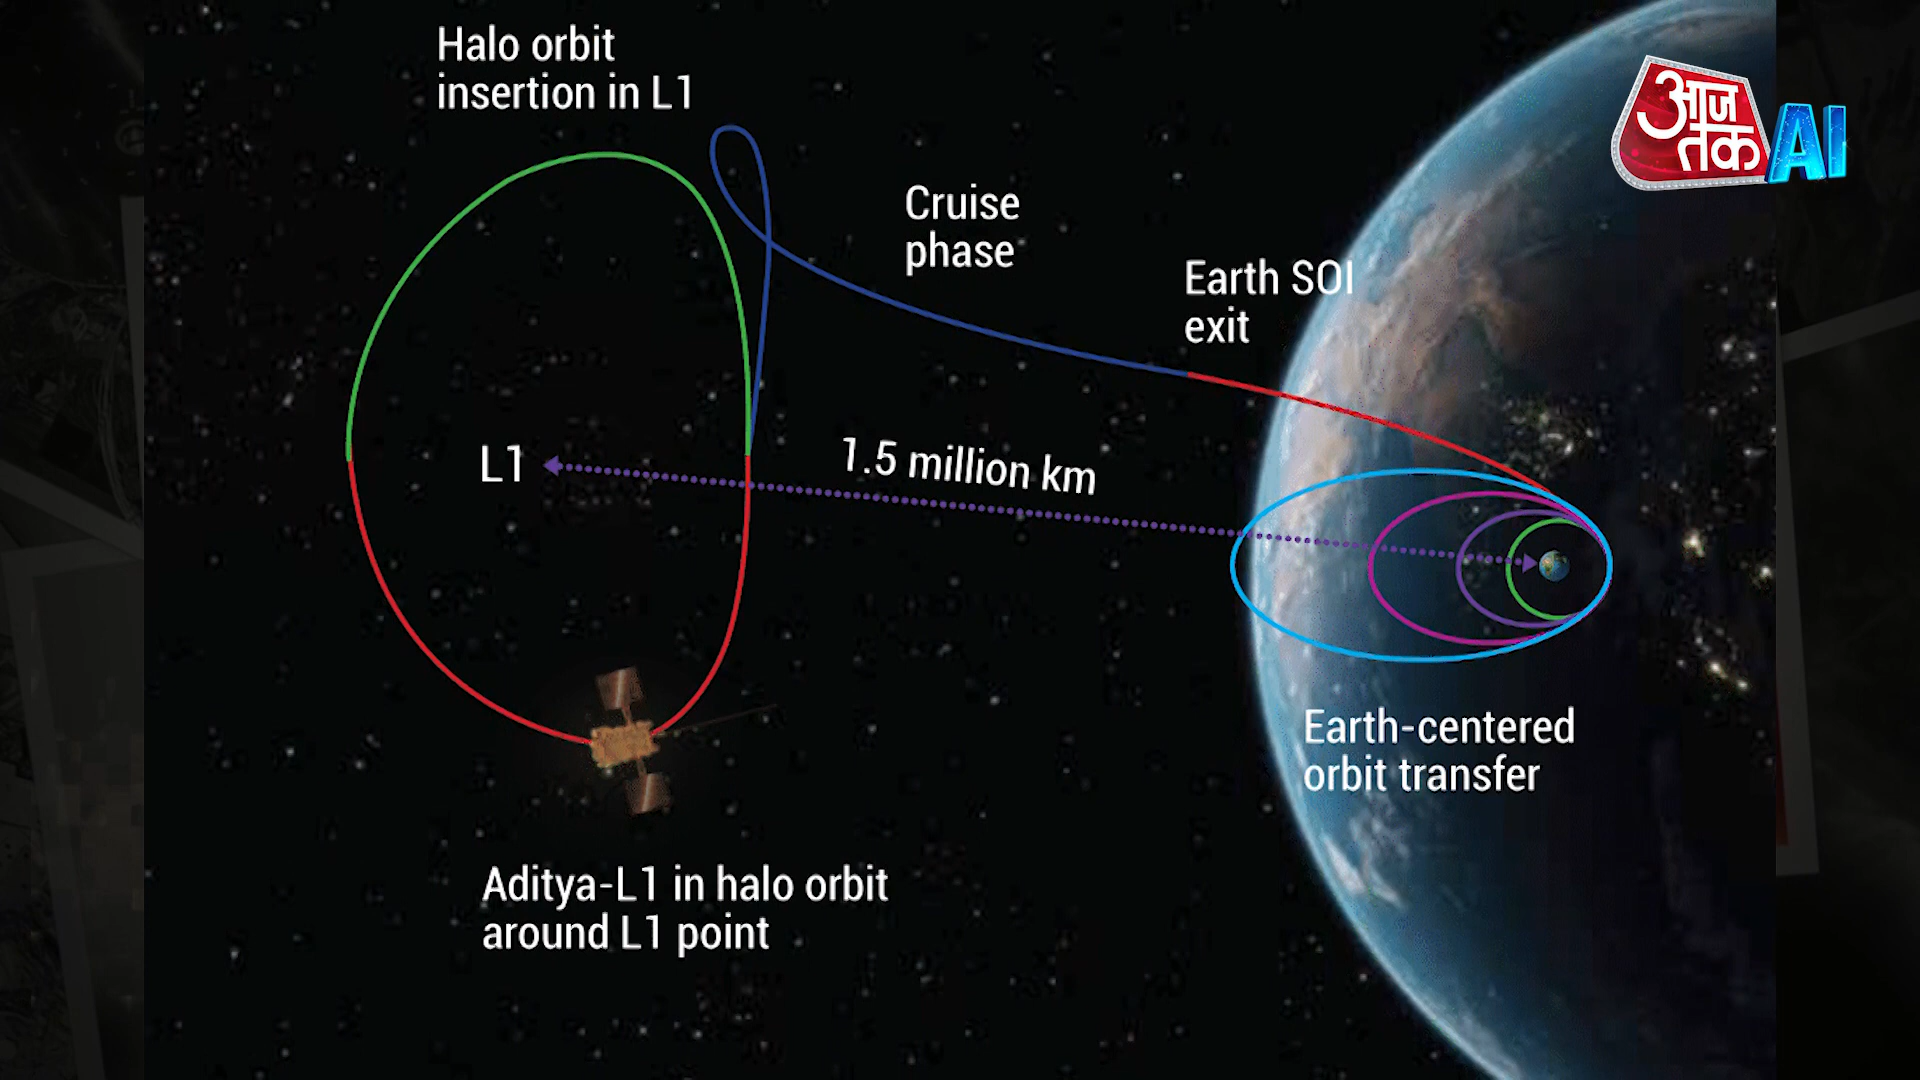 Halo orbit
insertion in L1
आज
तक
AI
Cruise
phase
Earth SOI
exit
L1
1.5 million km
Earth-centered
orbit transfer
Aditya-L1 in halo orbit
around L1 point